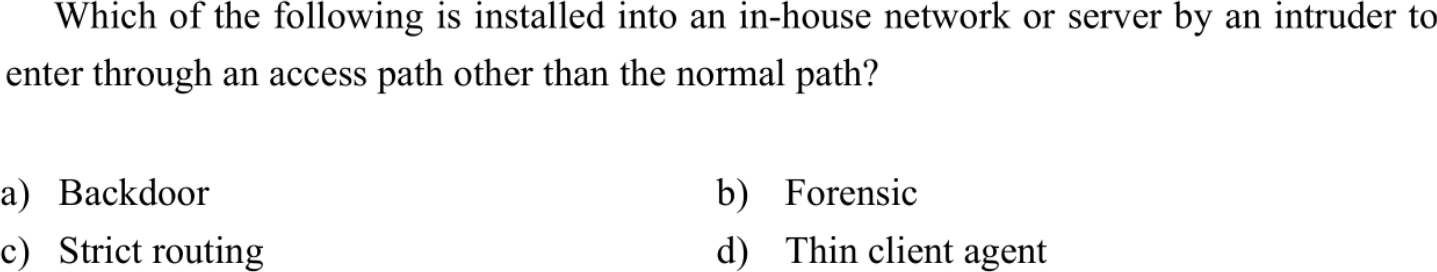 Which of the following is installed into an in-house network or server by an intruder to
enter through an access path other than the normal path?
a) Backdoor b) Forensic
c) Strict routing d) Thin client agent